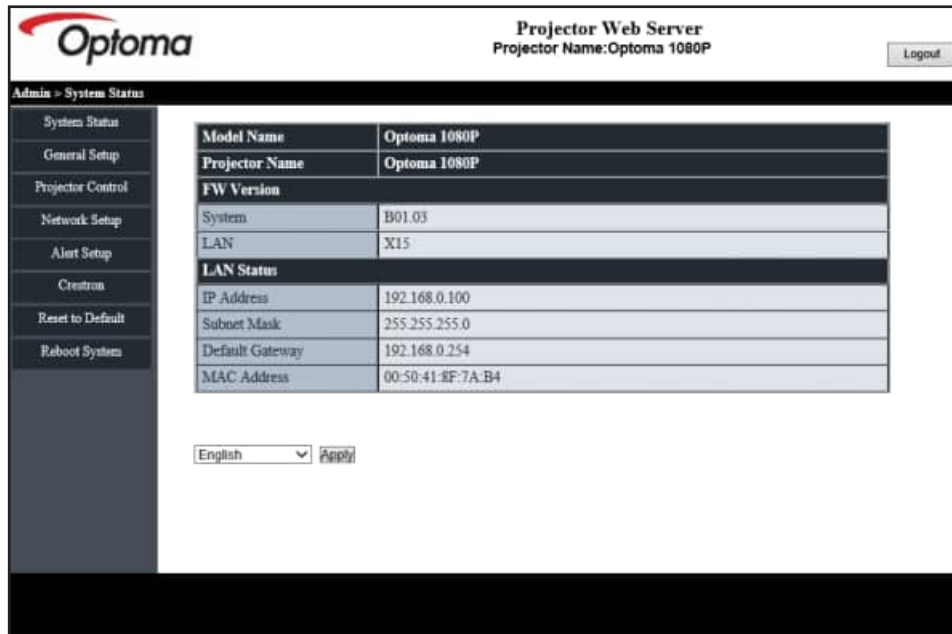 Optoma
Projector Web Server
Projector Name:Optoma 1080P
Logout
Admin > System Status
System Status
General Setup
Projector Control
Network Setup
Alert Setup
Crestron
Reset to Default
Reboot System
Model Name Optoma 1080P
Projector Name Optoma 1080P
FW Version
System B01.03
LAN X15
LAN Status
IP Address 192.168.0.100
Subnet Mask 255.255.255.0
Default Gateway 192.168.0.254
MAC Address 00:50:41:8F:7A:B4
English Apply